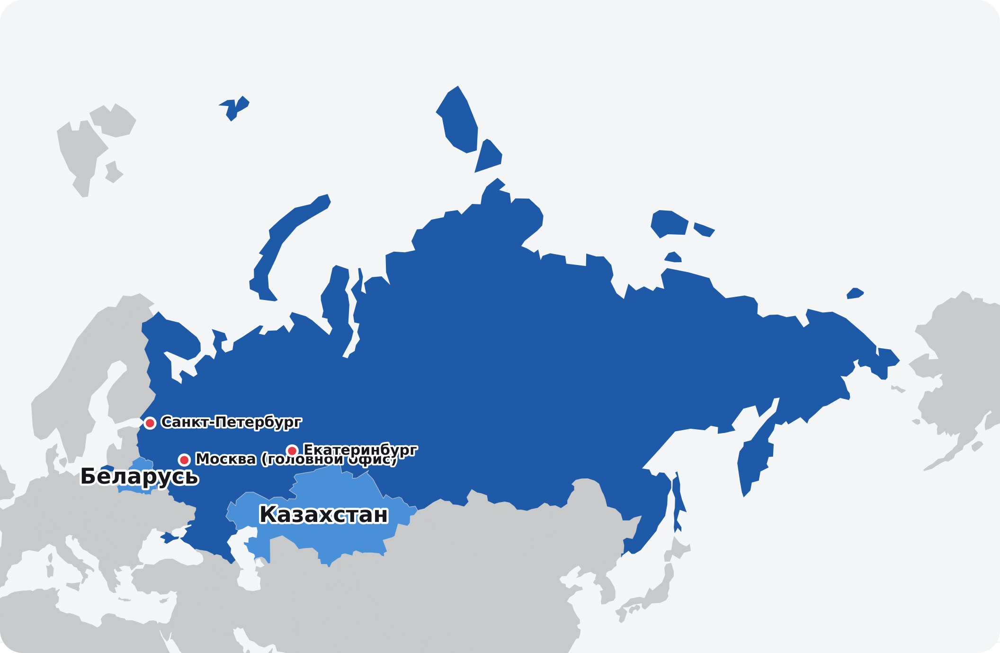 Санкт-Петербург
Екатеринбург
Москва (головной офис)
Беларусь
Казахстан